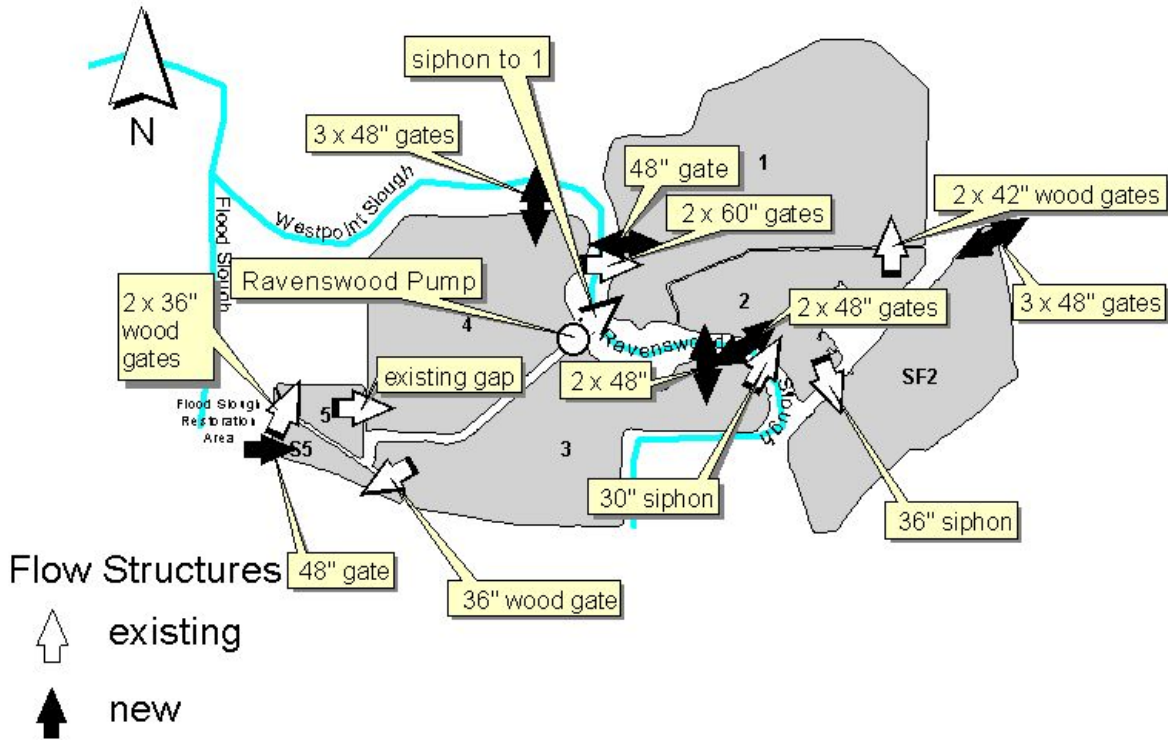 siphon to 1
3 x 48" gates
48" gate
1
2 x 60" gates
2 x 42" wood gates
N
Westpoint Slough
Flood Slough
Ravenswood Pump
2 x 36"
wood
gates
4
2
2 x 48" gates
3 x 48" gates
Ravenswood
Slough
2 x 48"
existing gap
SF2
5
Flood Slough
Restoration
Area
S5
3
30" siphon
36" siphon
Flow Structures
48" gate
36" wood gate
existing
new